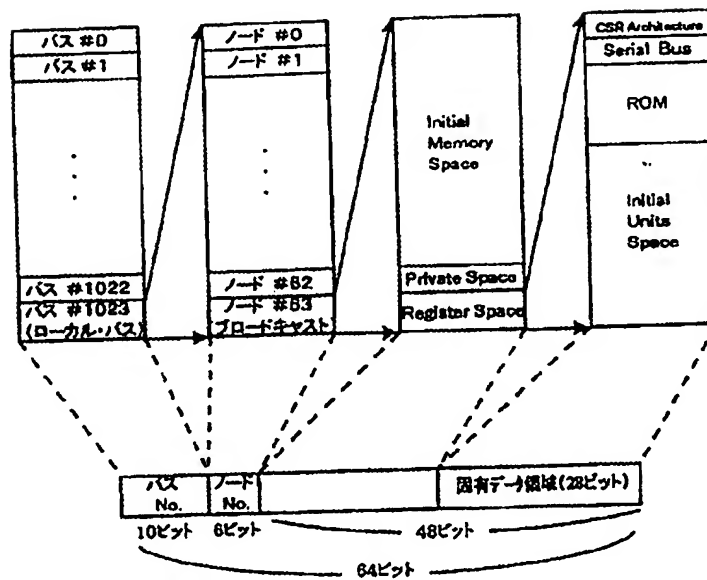 バス #0
バス #1
バス #1022
バス #1023
(ローカル・バス)
ノード #0
ノード #1
ノード #62
ノード #63
(ブロードキャスト)
Initial
Memory
Space
Private Space
Register Space
CSR Architecture
Serial Bus
ROM
Initial
Units
Space
バス
No.
ノード
No.
固有データ領域(28ビット)
10ビット
6ビット
48ビット
64ビット